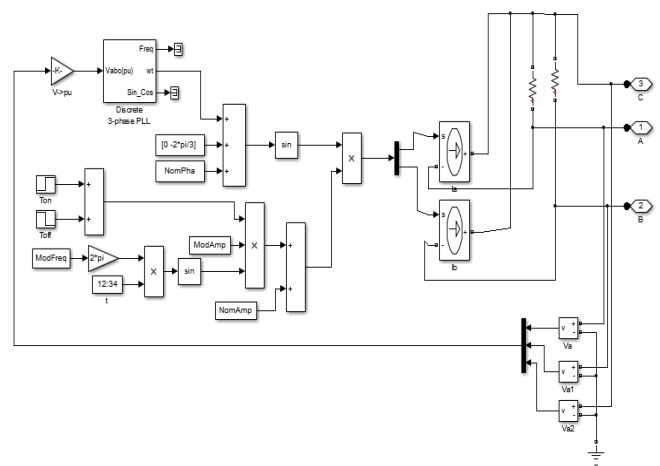 -K-
V->pu
Freq
Vabo(pu)
wt
Sin_Cos
Discrete
3-phase PLL
[0 -2*pi/3]
NomPha
+
+
+
sin
×
s
-
+
Ia
s
-
+
Ib
3
C
1
A
2
B
Ton
Toff
+
+
ModFreq
2*pi
12:34
t
×
sin
ModAmp
×
NomAmp
+
+
v
+
-
Va
v
+
-
Va1
v
+
-
Va2